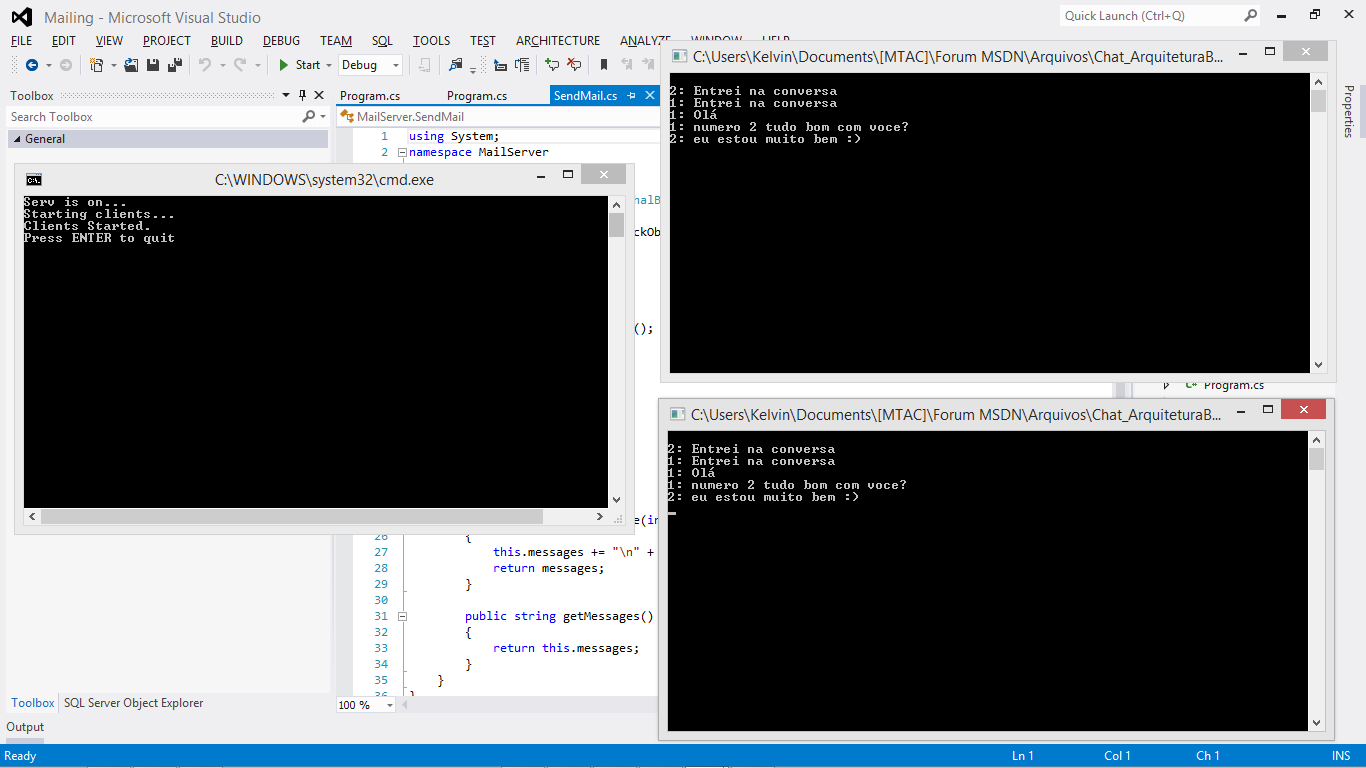 Mailing - Microsoft Visual Studio
Quick Launch (Ctrl+Q)
FILE EDIT VIEW PROJECT BUILD DEBUG TEAM SQL TOOLS TEST ARCHITECTURE ANALYZE WINDOW HELP
Start Debug
Toolbox
Search Toolbox
General
Program.cs Program.cs SendMail.cs
MailServer.SendMail
1 using System;
2 namespace MailServer
C:\WINDOWS\system32\cmd.exe
Serv is on...
Starting clients...
Clients Started.
Press ENTER to quit
();
26 {
27 this.messages += "\n" +
28 return messages;
29 }
30
31 public string getMessages()
32 {
33 return this.messages;
34 }
35 }
36 }
100 %
C:\Users\Kelvin\Documents\[MTAC]\Forum MSDN\Arquivos\Chat_ArquiteturaB...
2: Entrei na conversa
1: Entrei na conversa
1: Olá
1: numero 2 tudo bom com voce?
2: eu estou muito bem :)
Properties
Program.cs
C:\Users\Kelvin\Documents\[MTAC]\Forum MSDN\Arquivos\Chat_ArquiteturaB...
2: Entrei na conversa
1: Entrei na conversa
1: Olá
1: numero 2 tudo bom com voce?
2: eu estou muito bem :)
Toolbox SQL Server Object Explorer
Output
Ready Ln 1 Col 1 Ch 1 INS